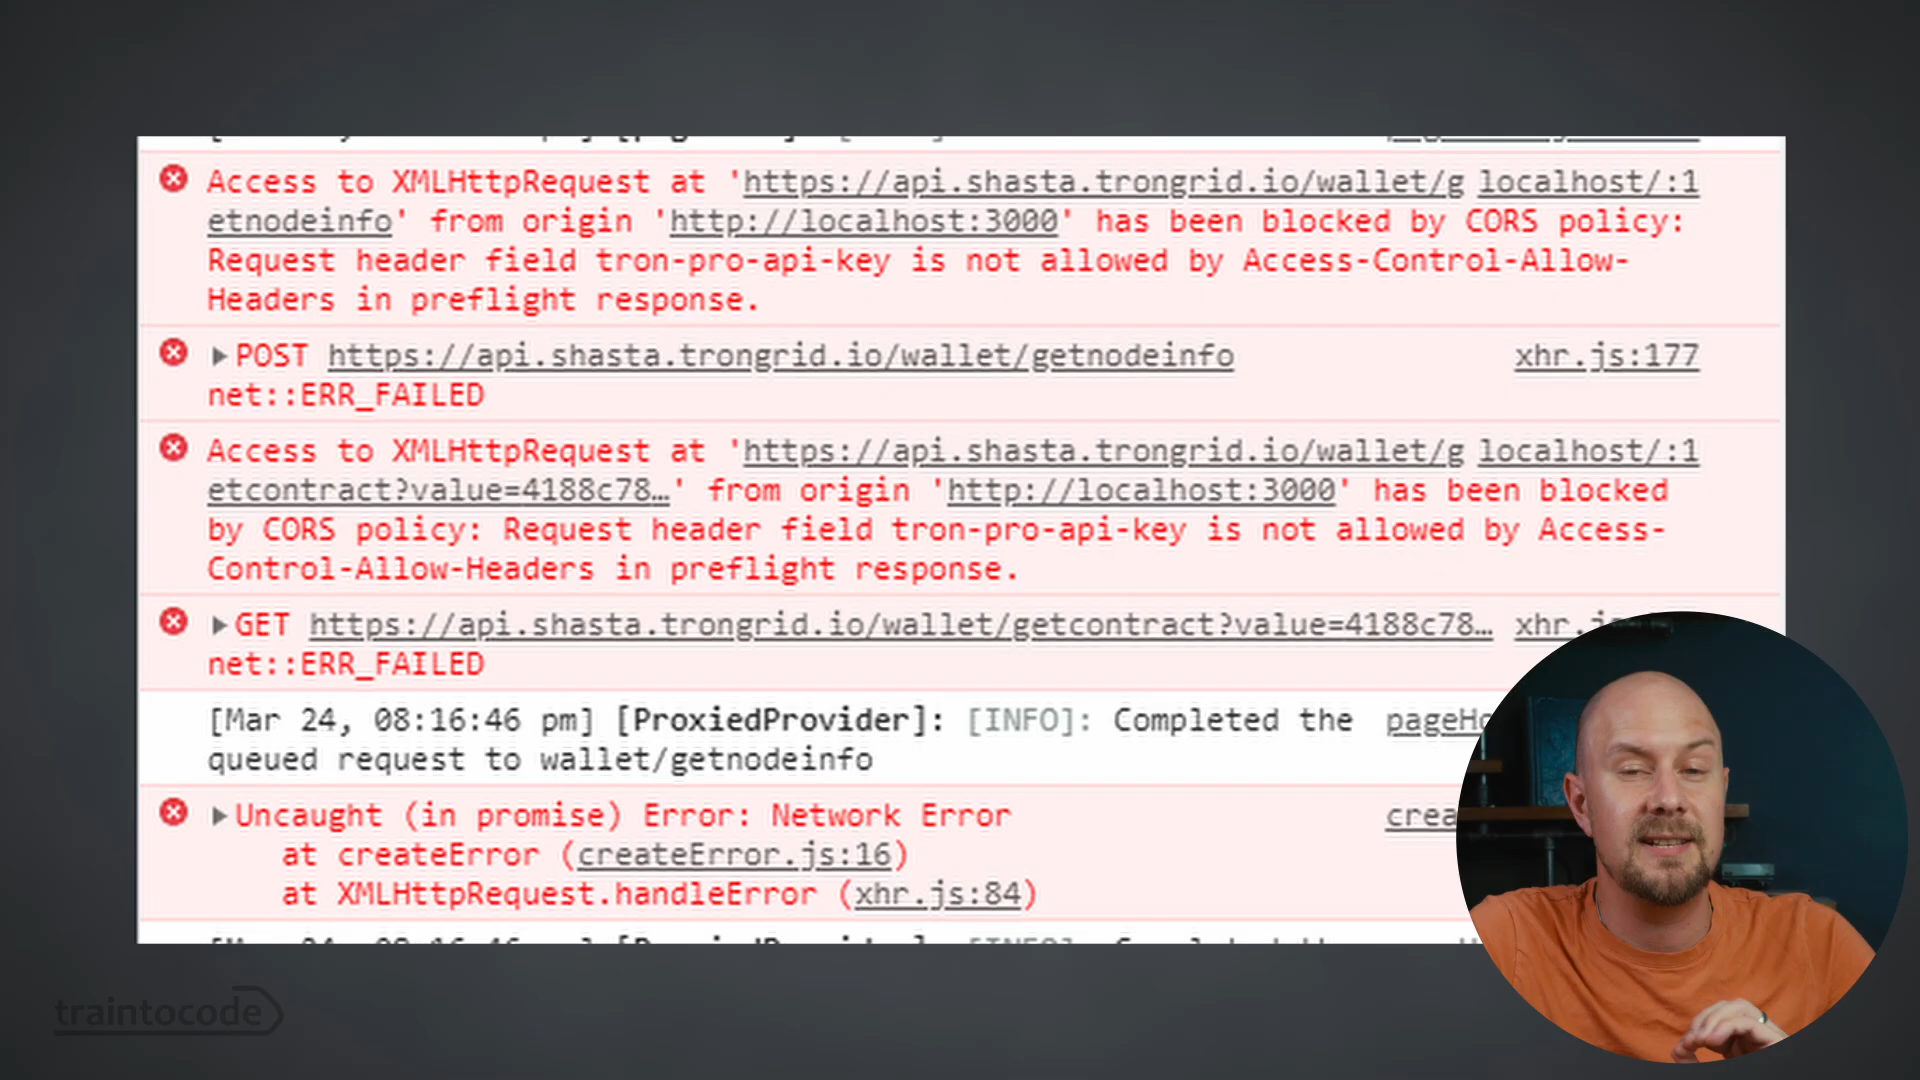 Access to XMLHttpRequest at 'https://api.shasta.trongrid.io/wallet/g localhost/:1
etnodeinfo' from origin 'http://localhost:3000' has been blocked by CORS policy:
Request header field tron-pro-api-key is not allowed by Access-Control-Allow-
Headers in preflight response.
POST https://api.shasta.trongrid.io/wallet/getnodeinfo xhr.js:177
net::ERR_FAILED
Access to XMLHttpRequest at 'https://api.shasta.trongrid.io/wallet/g localhost/:1
etcontract?value=4188c78…' from origin 'http://localhost:3000' has been blocked
by CORS policy: Request header field tron-pro-api-key is not allowed by Access-
Control-Allow-Headers in preflight response.
GET https://api.shasta.trongrid.io/wallet/getcontract?value=4188c78…
net::ERR_FAILED
[Mar 24, 08:16:46 pm] [ProxiedProvider]: [INFO]: Completed the
queued request to wallet/getnodeinfo
Uncaught (in promise) Error: Network Error
at createError (createError.js:16)
at XMLHttpRequest.handleError (xhr.js:84)
traintocode